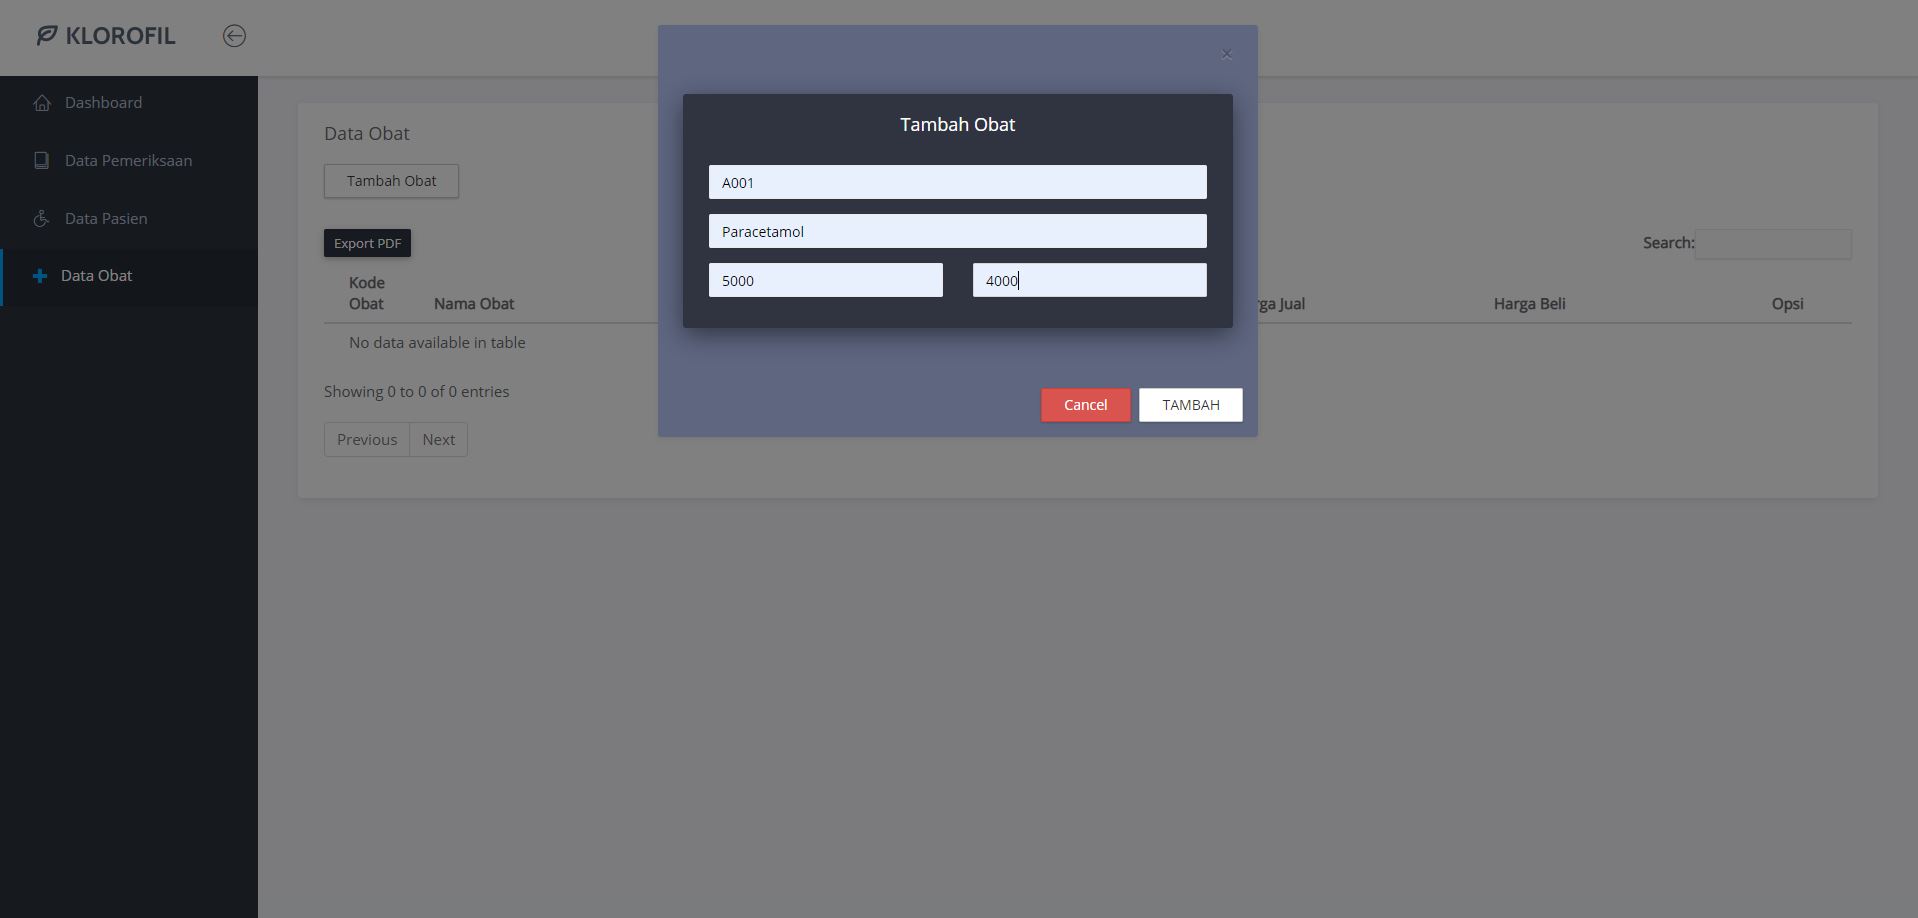 KLOROFIL
Dashboard
Data Pemeriksaan
Data Pasien
Data Obat
Data Obat
Tambah Obat
Export PDF
Search:
Kode Obat
Nama Obat
ga Jual
Harga Beli
Opsi
No data available in table
Showing 0 to 0 of 0 entries
Previous
Next
×
Tambah Obat
A001
Paracetamol
5000
4000
Cancel
TAMBAH